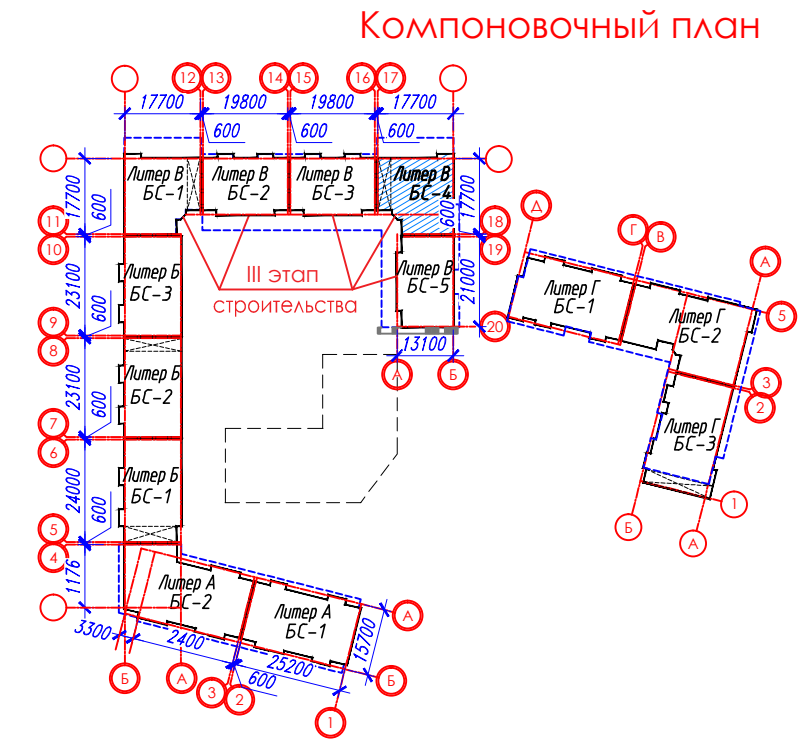 Компоновочный план
12 13 14 15 16 17
17700 19800 19800 17700
600 600 600
Литер В
БС-1
Литер В
БС-2
Литер В
БС-3
Литер В
БС-4
17700
600
17700
600
11
10
18
19
Д
Г В
А
Литер Б
БС-3
23100
600
III этап
строительства
Литер В
БС-5
21000
Литер Г
БС-1
Литер Г
БС-2
5
9
8
20
13100
А Б
3
2
Литер Б
БС-2
23100
600
7
6
Литер Г
БС-3
Литер Б
БС-1
24000
600
1
Б
А
5
4
1176
Литер А
БС-2
Литер А
БС-1
А
15700
3300
2400
25200
600
Б А
3 2
Б
1